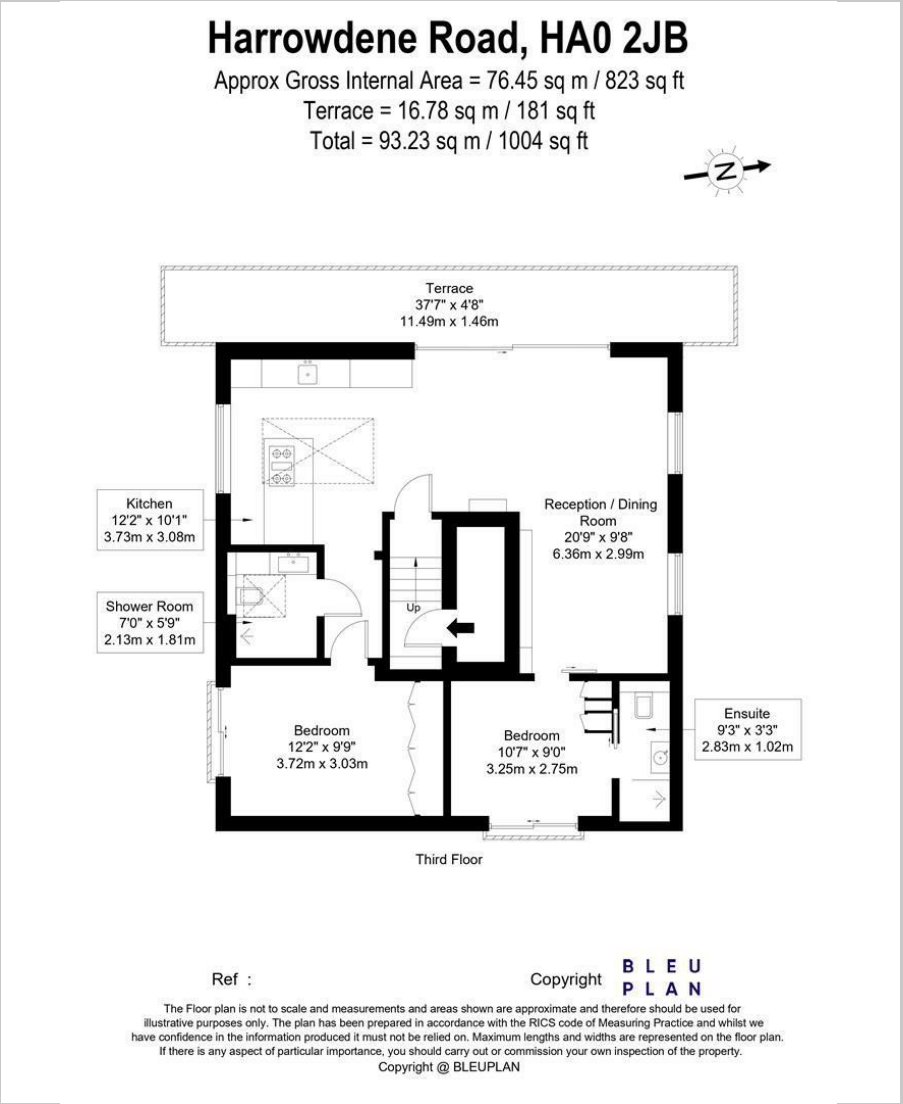 Harrowdene Road, HA0 2JB
Approx Gross Internal Area = 76.45 sq m / 823 sq ft
Terrace = 16.78 sq m / 181 sq ft
Total = 93.23 sq m / 1004 sq ft
N
Terrace
37'7" x 4'8"
11.49m x 1.46m
Kitchen
12'2" x 10'1"
3.73m x 3.08m
Reception / Dining
Room
20'9" x 9'8"
6.36m x 2.99m
Shower Room
7'0" x 5'9"
2.13m x 1.81m
Up
Bedroom
12'2" x 9'9"
3.72m x 3.03m
Bedroom
10'7" x 9'0"
3.25m x 2.75m
Ensuite
9'3" x 3'3"
2.83m x 1.02m
Third Floor
Ref :
Copyright
BLEU
PLAN
The Floor plan is not to scale and measurements and areas shown are approximate and therefore should be used for
illustrative purposes only. The plan has been prepared in accordance with the RICS code of Measuring Practice and whilst we
have confidence in the information produced it must not be relied on. Maximum lengths and widths are represented on the floor plan.
If there is any aspect of particular importance, you should carry out or commission your own inspection of the property.
Copyright @ BLEUPLAN